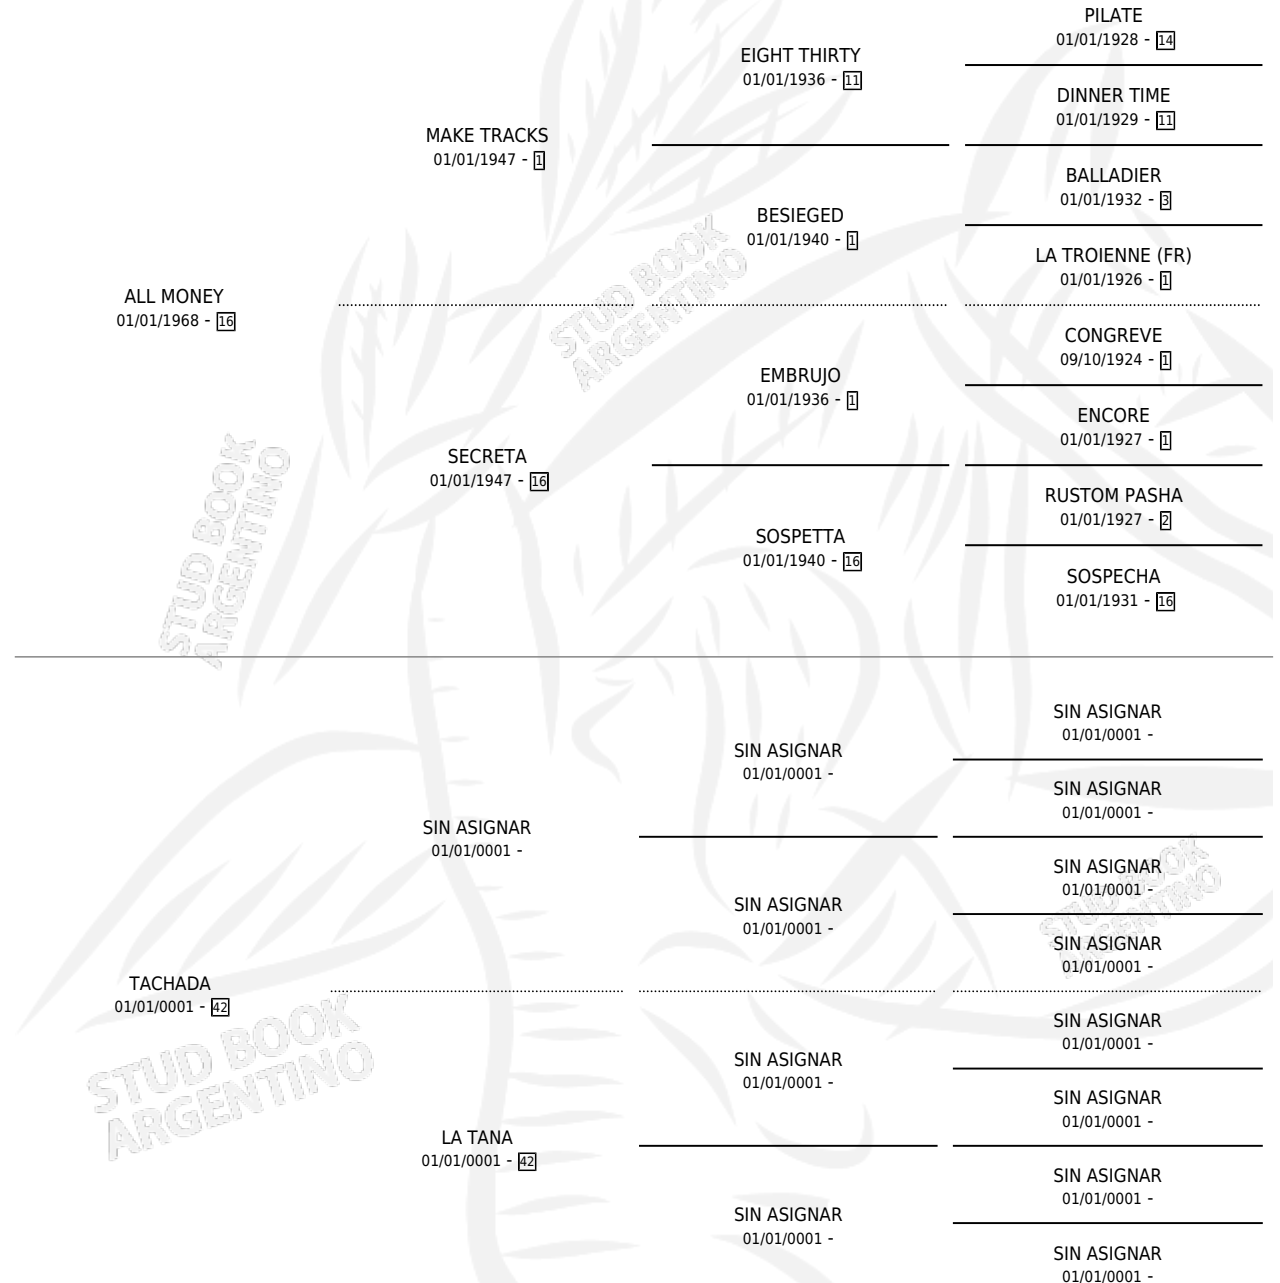 PILATE
01/01/1928 - 14
EIGHT THIRTY
01/01/1936 - 11
DINNER TIME
01/01/1929 - 11
MAKE TRACKS
01/01/1947 - 1
BALLADIER
01/01/1932 - 3
BESIEGED
01/01/1940 - 1
LA TROIENNE (FR)
01/01/1926 - 1
ALL MONEY
01/01/1968 - 16
STUD BOOK
ARGENTINO
CONGREVE
09/10/1924 - 1
EMBRUJO
01/01/1936 - 1
ENCORE
01/01/1927 - 1
SECRETA
01/01/1947 - 16
RUSTOM PASHA
01/01/1927 - 2
SOSPETTA
01/01/1940 - 16
SOSPECHA
01/01/1931 - 16
STUD BOOK
ARGENTINO
SIN ASIGNAR
01/01/0001 -
SIN ASIGNAR
01/01/0001 -
SIN ASIGNAR
01/01/0001 -
SIN ASIGNAR
01/01/0001 -
SIN ASIGNAR
01/01/0001 -
SIN ASIGNAR
01/01/0001 -
SIN ASIGNAR
01/01/0001 -
STUD BOOK
ARGENTINO
TACHADA
01/01/0001 - 42
SIN ASIGNAR
01/01/0001 -
SIN ASIGNAR
01/01/0001 -
SIN ASIGNAR
01/01/0001 -
STUD BOOK
ARGENTINO
LA TANA
01/01/0001 - 42
SIN ASIGNAR
01/01/0001 -
SIN ASIGNAR
01/01/0001 -
SIN ASIGNAR
01/01/0001 -